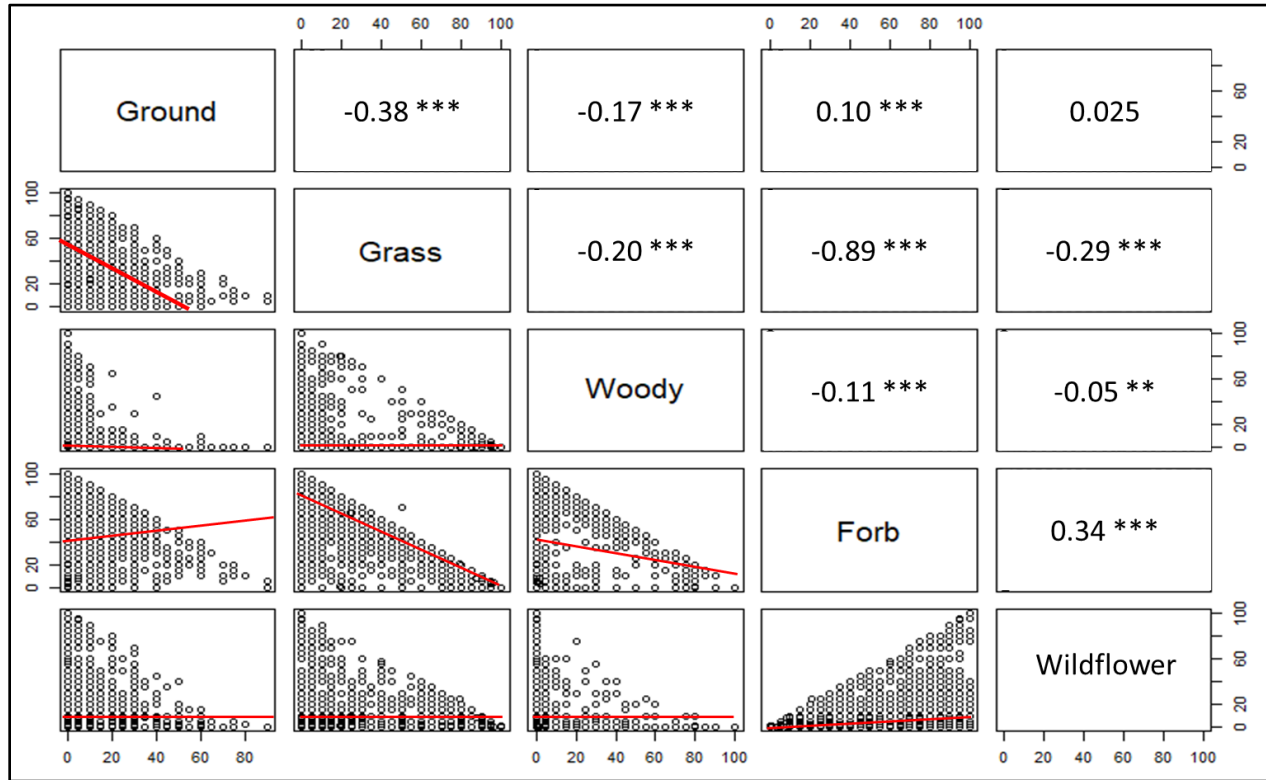 0 20 40 60 80 100 0 20 40 60 80 100
Ground -0.38 *** -0.17 *** 0.10 *** 0.025 0 20 60
0 20 60 100 Grass -0.20 *** -0.89 *** -0.29 ***
Woody -0.11 *** -0.05 ** 0 20 60 100
0 20 60 100 Forb 0.34 ***
Wildflower 0 20 60 100
0 20 40 60 80 0 20 40 60 80 100 0 20 40 60 80 100